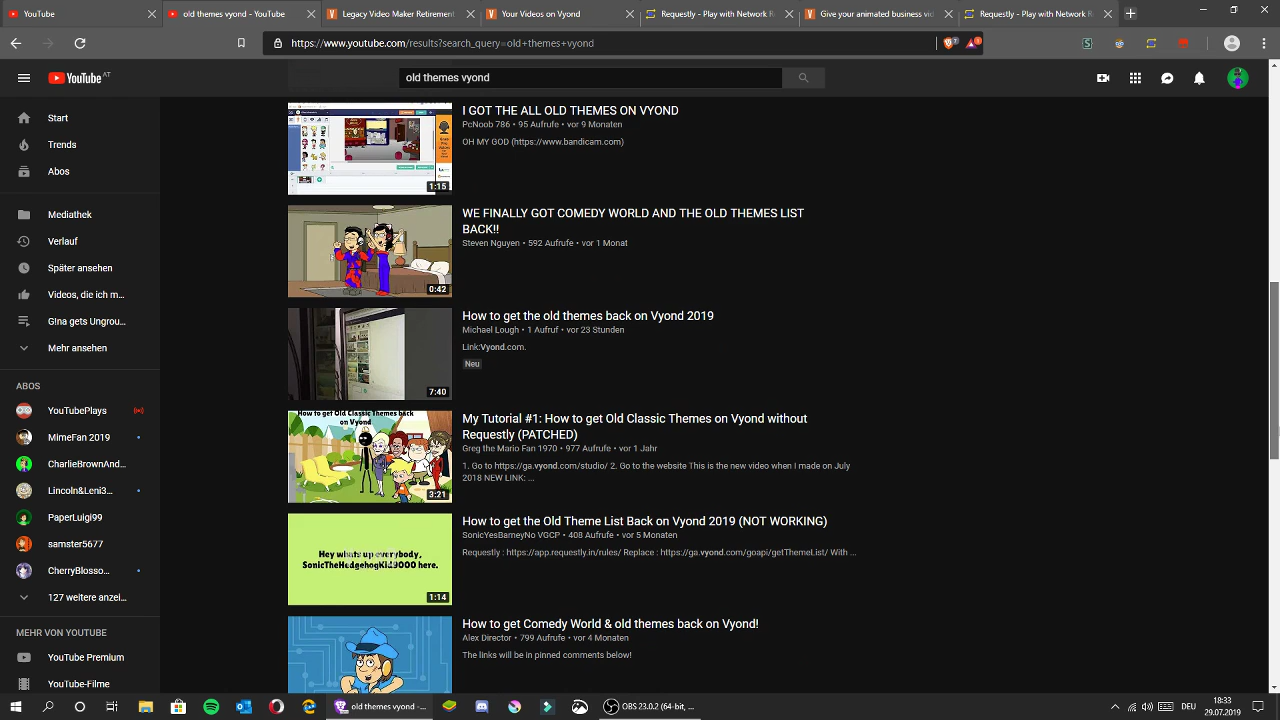 YouTube
old themes vyond - YouTube
Legacy Video Maker Retirement
Your Videos on Vyond
Requestly - Play with Network R
Give your animated business vid
Requestly - Play with Network R
https://www.youtube.com/results?search_query=old+themes+vyond
YouTube AT
old themes vyond
Start
Trends
Abos
Mediathek
Verlauf
Später ansehen
Videos, die ich m...
GIna gets Ungrou...
Mehr ansehen
ABOS
YouTubePlays
MimeFan 2019
CharlieBrownAnd...
Lincoln&Leni3...
PaperLuigi99
samster5677
CherryBlosso...
127 weitere anzei...
MEHR VON YOUTUBE
YouTube Premium
YouTube-Filme
1:15
I GOT THE ALL OLD THEMES ON VYOND
PcNoob 786 • 95 Aufrufe • vor 9 Monaten
OH MY GOD (https://www.bandicam.com)
0:42
WE FINALLY GOT COMEDY WORLD AND THE OLD THEMES LIST
BACK!!
Steven Nguyen • 592 Aufrufe • vor 1 Monat
7:40
How to get the old themes back on Vyond 2019
Michael Lough • 1 Aufruf • vor 23 Stunden
Link:Vyond.com.
Neu
How to get Old Classic Themes back
on Vyond
3:21
My Tutorial #1: How to get Old Classic Themes on Vyond without
Requestly (PATCHED)
Greg the Mario Fan 1970 • 977 Aufrufe • vor 1 Jahr
1. Go to https://ga.vyond.com/studio/ 2. Go to the website This is the new video when I made on July
2018 NEW LINK: ...
Hey whats up everybody,
SonicTheHedgehogKid9000 here.
1:14
How to get the Old Theme List Back on Vyond 2019 (NOT WORKING)
SonicYesBarneyNo VGCP • 408 Aufrufe • vor 5 Monaten
Requestly : https://app.requestly.in/rules/ Replace : https://ga.vyond.com/goapi/getThemeList/ With ...
How to get Comedy World & old themes back on Vyond!
Alex Director • 799 Aufrufe • vor 4 Monaten
The links will be in pinned comments below!
old themes vyond -...
OBS 23.0.2 (64-bit, ...
DEU
18:33
29.07.2019